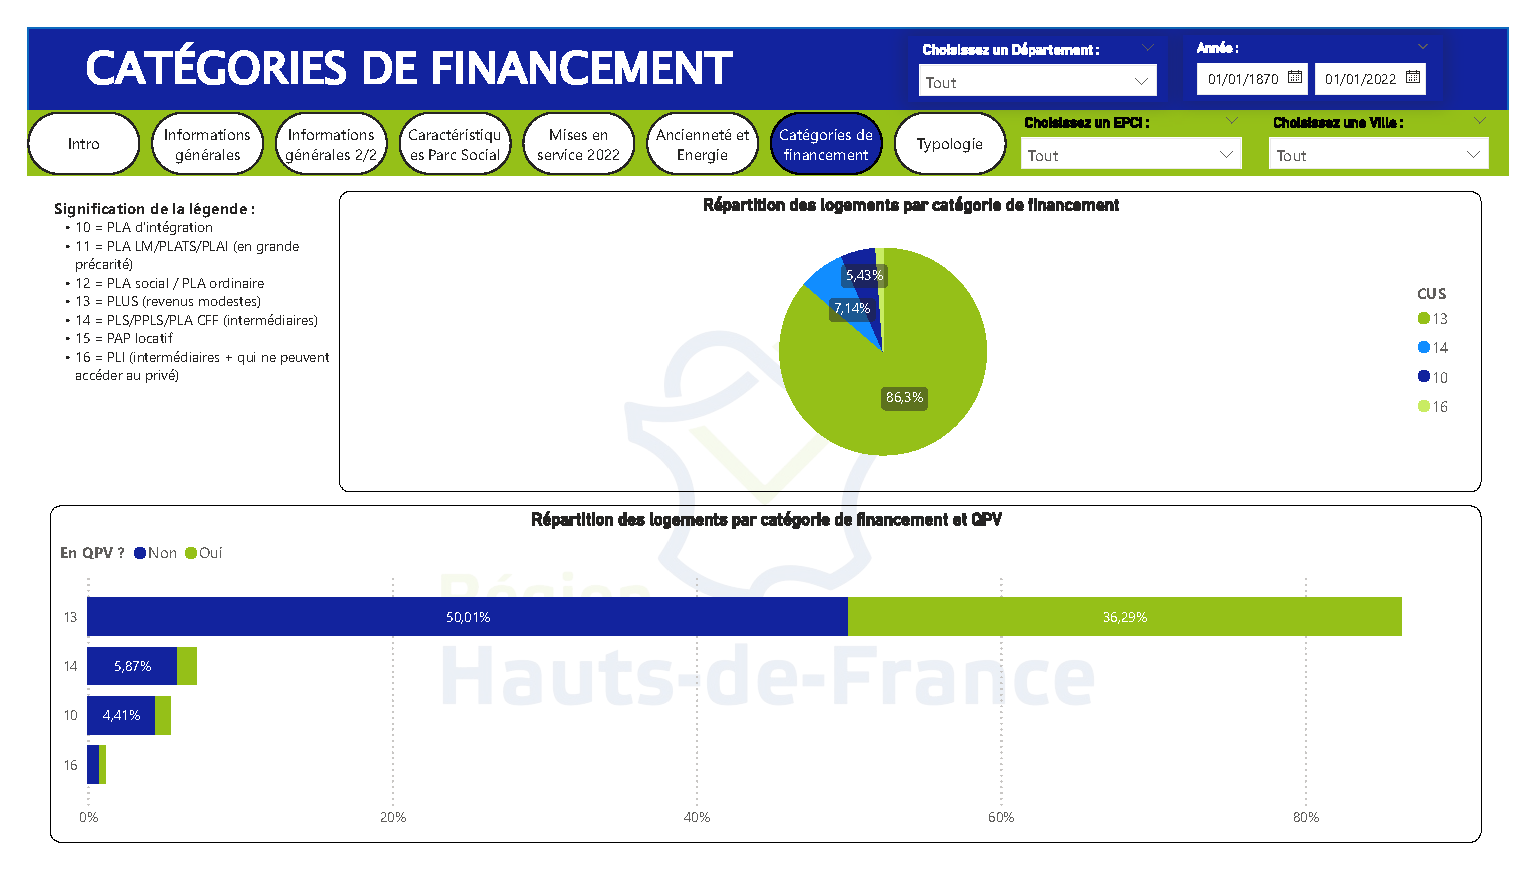 CATÉGORIES DE FINANCEMENT
Choisissez un Département :
Tout
Année :
01/01/1870
01/01/2022
Intro
Informations
générales
Informations
générales 2/2
Caractéristiqu
es Parc Social
Mises en
service 2022
Ancienneté et
Energie
Catégories de
financement
Typologie
Choisissez un EPCI :
Tout
Choisissez une Ville :
Tout
Signification de la légende :
• 10 = PLA d'intégration
• 11 = PLA LM/PLATS/PLAI (en grande
précarité)
• 12 = PLA social / PLA ordinaire
• 13 = PLUS (revenus modestes)
• 14 = PLS/PPLS/PLA CFF (intermédiaires)
• 15 = PAP locatif
• 16 = PLI (intermédiaires + qui ne peuvent
accéder au privé)
Répartition des logements par catégorie de financement
5,43%
7,14%
86,3%
CUS
13
14
10
16
Répartition des logements par catégorie de financement et QPV
En QPV ? Non Oui
Région
Hauts-de-France
13 50,01% 36,29%
14 5,87%
10 4,41%
16
0% 20% 40% 60% 80%